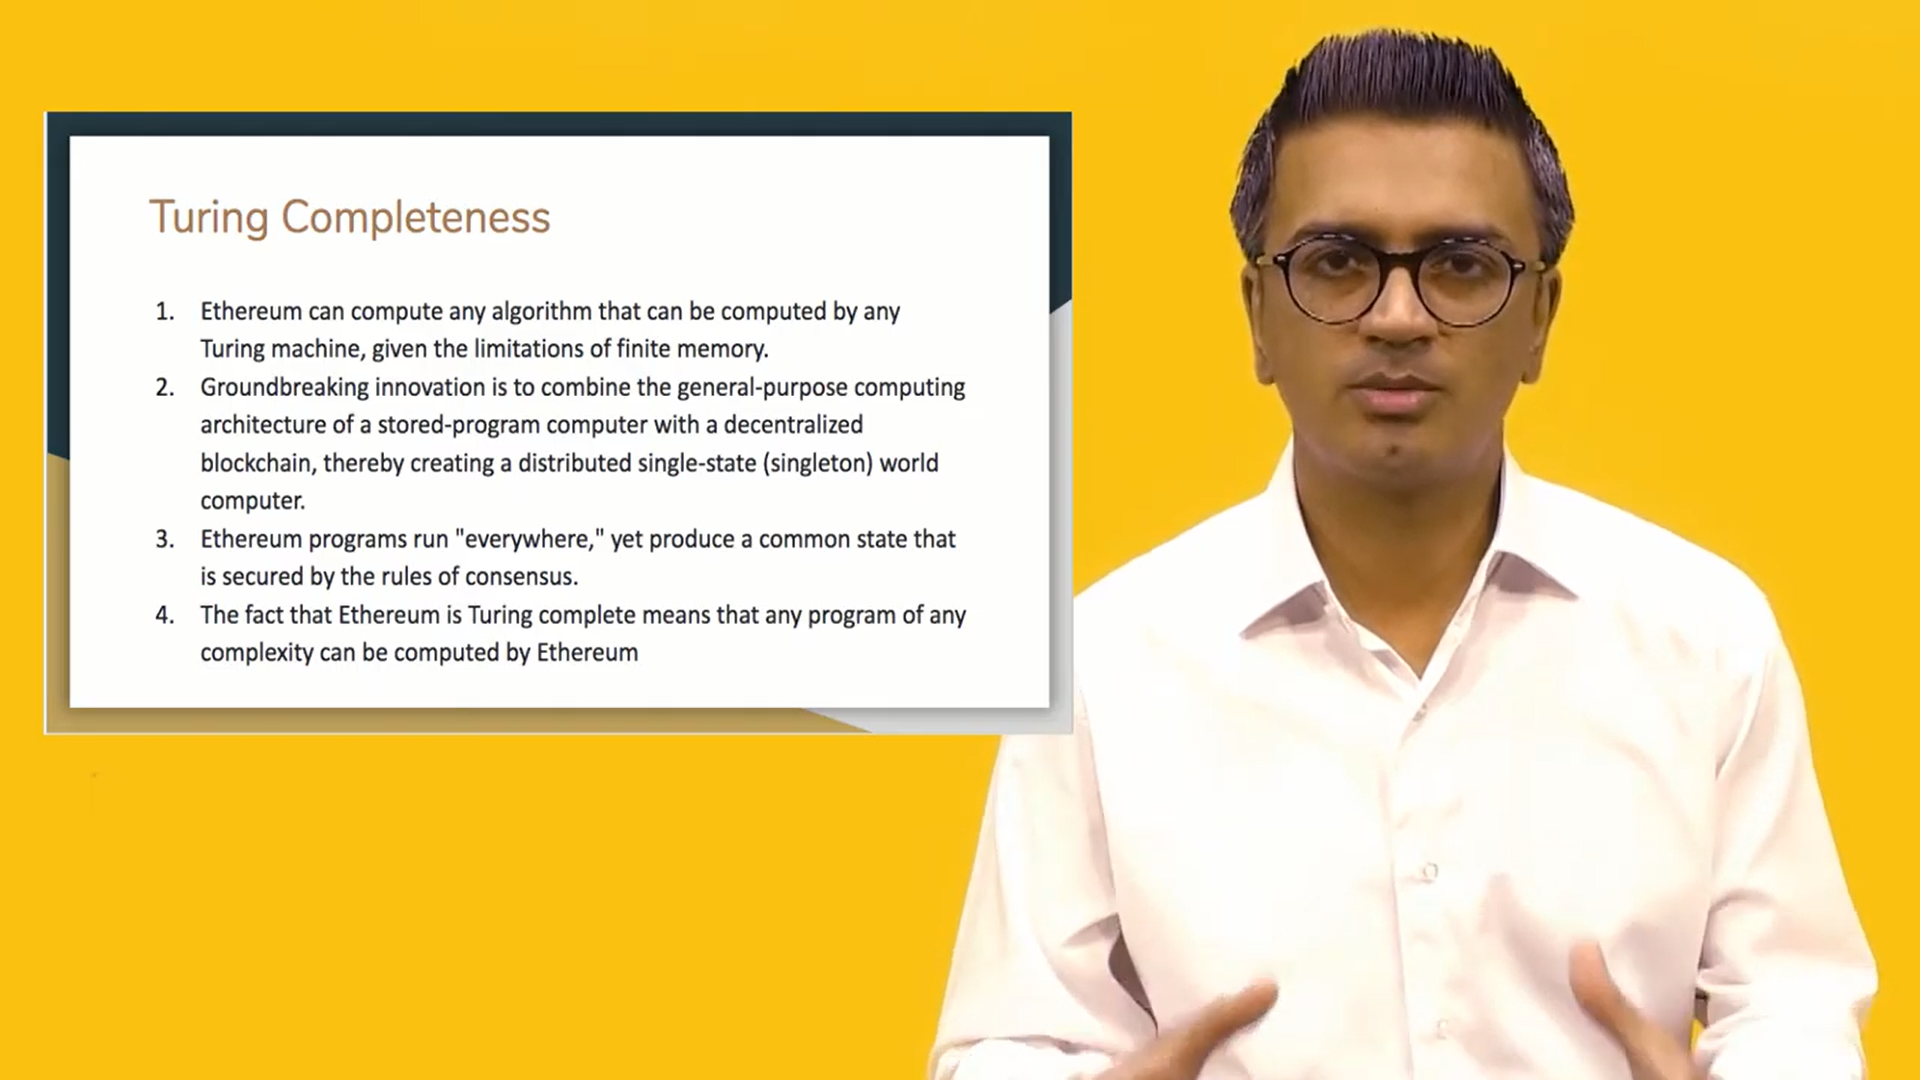 Turing Completeness
1. Ethereum can compute any algorithm that can be computed by any
Turing machine, given the limitations of finite memory.
2. Groundbreaking innovation is to combine the general-purpose computing
architecture of a stored-program computer with a decentralized
blockchain, thereby creating a distributed single-state (singleton) world
computer.
3. Ethereum programs run "everywhere," yet produce a common state that
is secured by the rules of consensus.
4. The fact that Ethereum is Turing complete means that any program of any
complexity can be computed by Ethereum